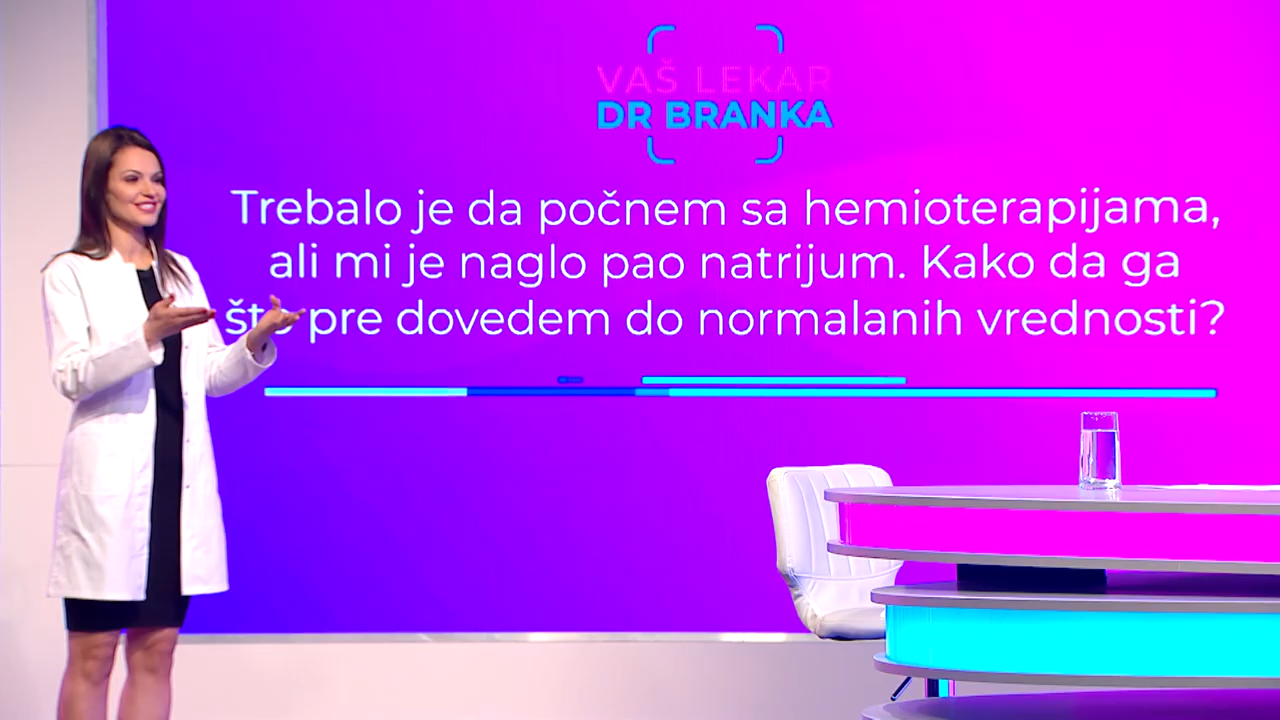 VAŠ LEKAR
DR BRANKA
Trebalo je da počnem sa hemioterapijama,
ali mi je naglo pao natrijum. Kako da ga
što pre dovedem do normalanih vrednosti?